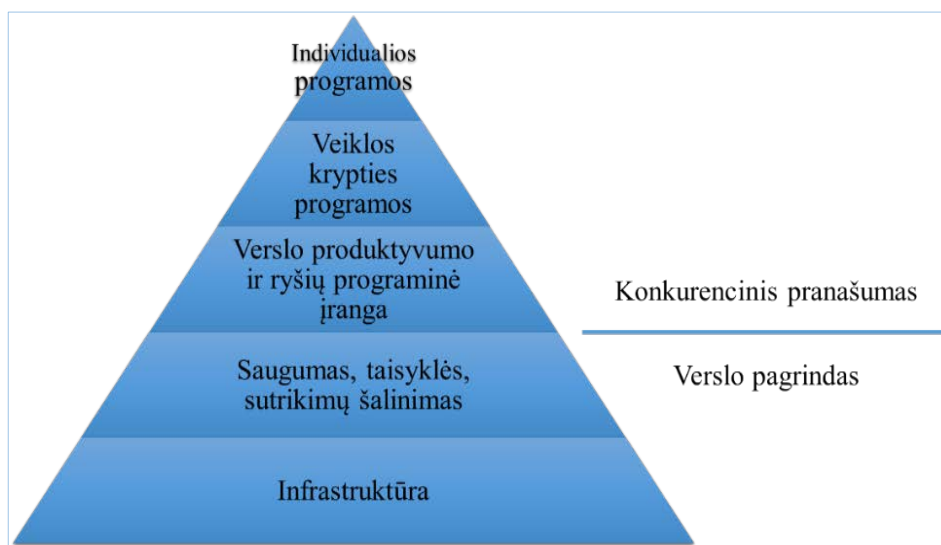 Individualios
programos
Veiklos
krypties
programos
Verslo produktyvumo
ir ryšių programinė
įranga
Konkurencinis pranašumas
Saugumas, taisyklės,
sutrikimų šalinimas
Verslo pagrindas
Infrastruktūra